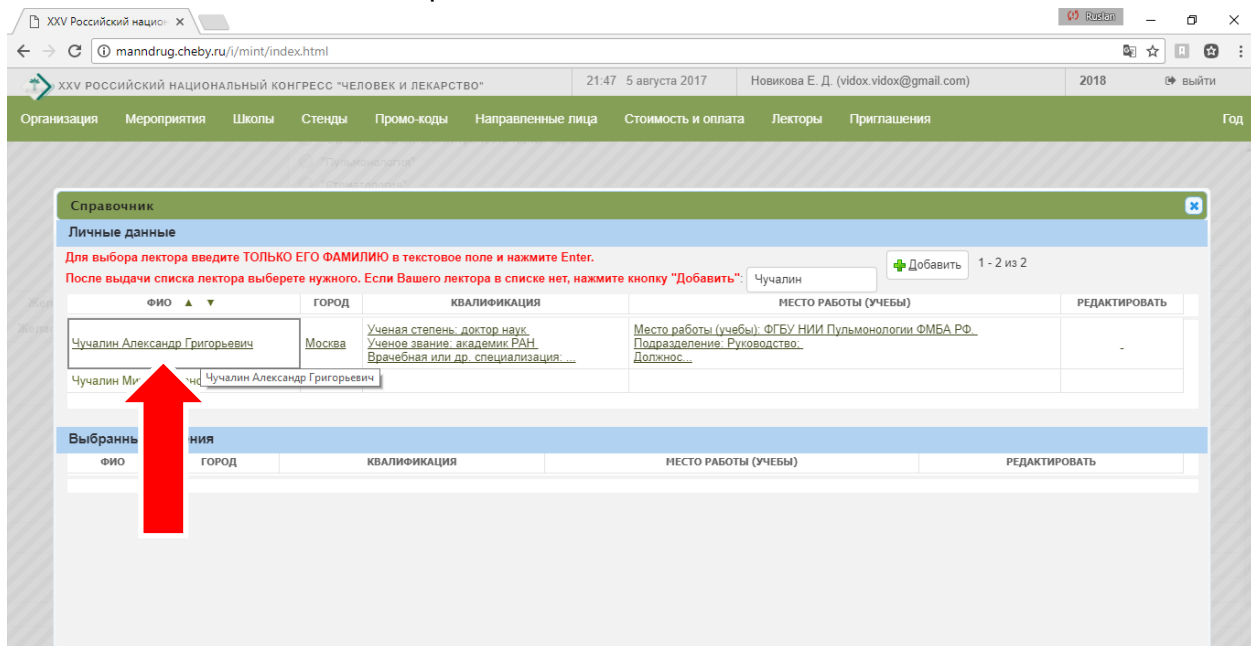 XXV Российский национ
Ruslan
manndrug.cheby.ru/i/mint/index.html
XXV РОССИЙСКИЙ НАЦИОНАЛЬНЫЙ КОНГРЕСС "ЧЕЛОВЕК И ЛЕКАРСТВО"
21:47 5 августа 2017
Новикова Е. Д. (vidox.vidox@gmail.com)
2018
выйти
Организация Мероприятия Школы Стенды Промо-коды Направленные лица Стоимость и оплата Лекторы Приглашения Год
"Пульмонология"
Справочник
Личные данные
Для выбора лектора введите ТОЛЬКО ЕГО ФАМИЛИЮ в текстовое поле и нажмите Enter.
После выдачи списка лектора выберете нужного. Если Вашего лектора в списке нет, нажмите кнопку "Добавить":
Чучалин
Добавить
1 - 2 из 2
ФИО ▲ ▼ ГОРОД КВАЛИФИКАЦИЯ МЕСТО РАБОТЫ (УЧЕБЫ) РЕДАКТИРОВАТЬ
Чучалин Александр Григорьевич
Москва
Ученая степень: доктор наук
Ученое звание: академик РАН
Врачебная или др. специализация: ...
Место работы (учебы): ФГБУ НИИ Пульмонологии ФМБА РФ.
Подразделение: Руководство:
Должнос...
-
Чучалин
Чучалин Александр Григорьевич
ФИО ГОРОД КВАЛИФИКАЦИЯ МЕСТО РАБОТЫ (УЧЕБЫ) РЕДАКТИРОВАТЬ